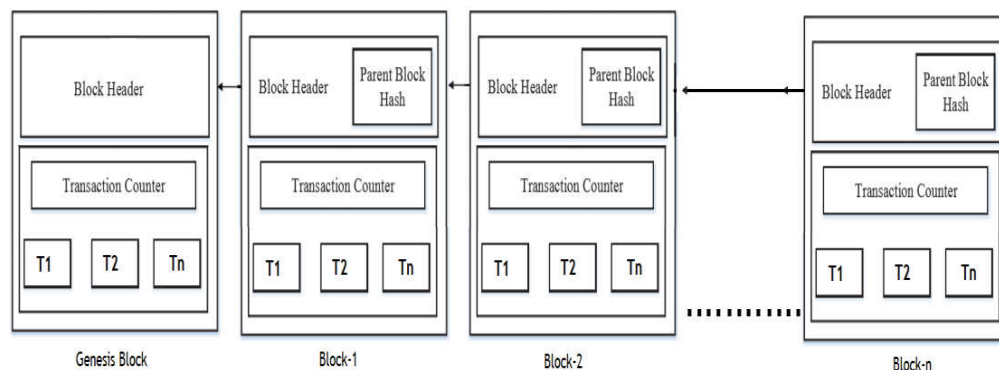 Block Header
Transaction Counter
T1 T2 Tn
Genesis Block
Block Header
Parent Block
Hash
Transaction Counter
T1 T2 Tn
Block-1
Block Header
Parent Block
Hash
Transaction Counter
T1 T2 Tn
Block-2
Block Header
Parent Block
Hash
Transaction Counter
T1 T2 Tn
Block-n